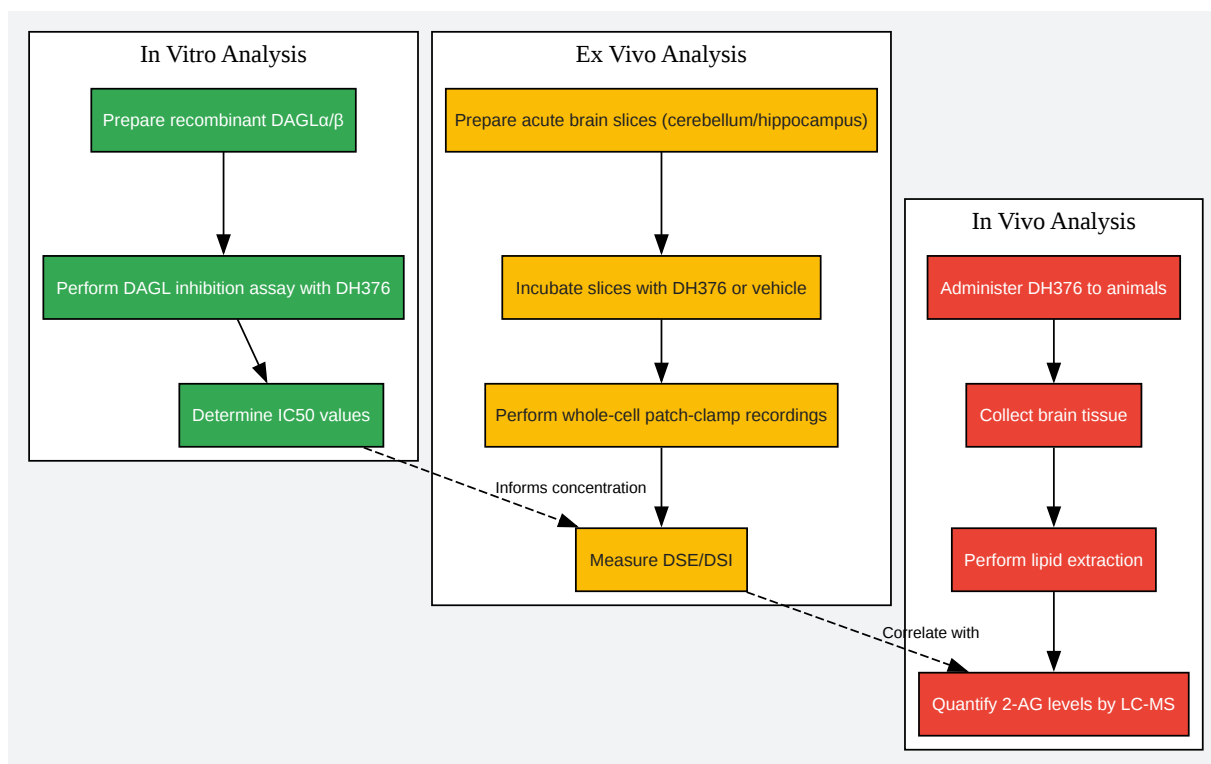 In Vitro Analysis
Prepare recombinant DAGLα/β
Perform DAGL inhibition assay with DH376
Determine IC50 values
Informs concentration
Ex Vivo Analysis
Prepare acute brain slices (cerebellum/hippocampus)
Incubate slices with DH376 or vehicle
Perform whole-cell patch-clamp recordings
Measure DSE/DSI
Correlate with
In Vivo Analysis
Administer DH376 to animals
Collect brain tissue
Perform lipid extraction
Quantify 2-AG levels by LC-MS